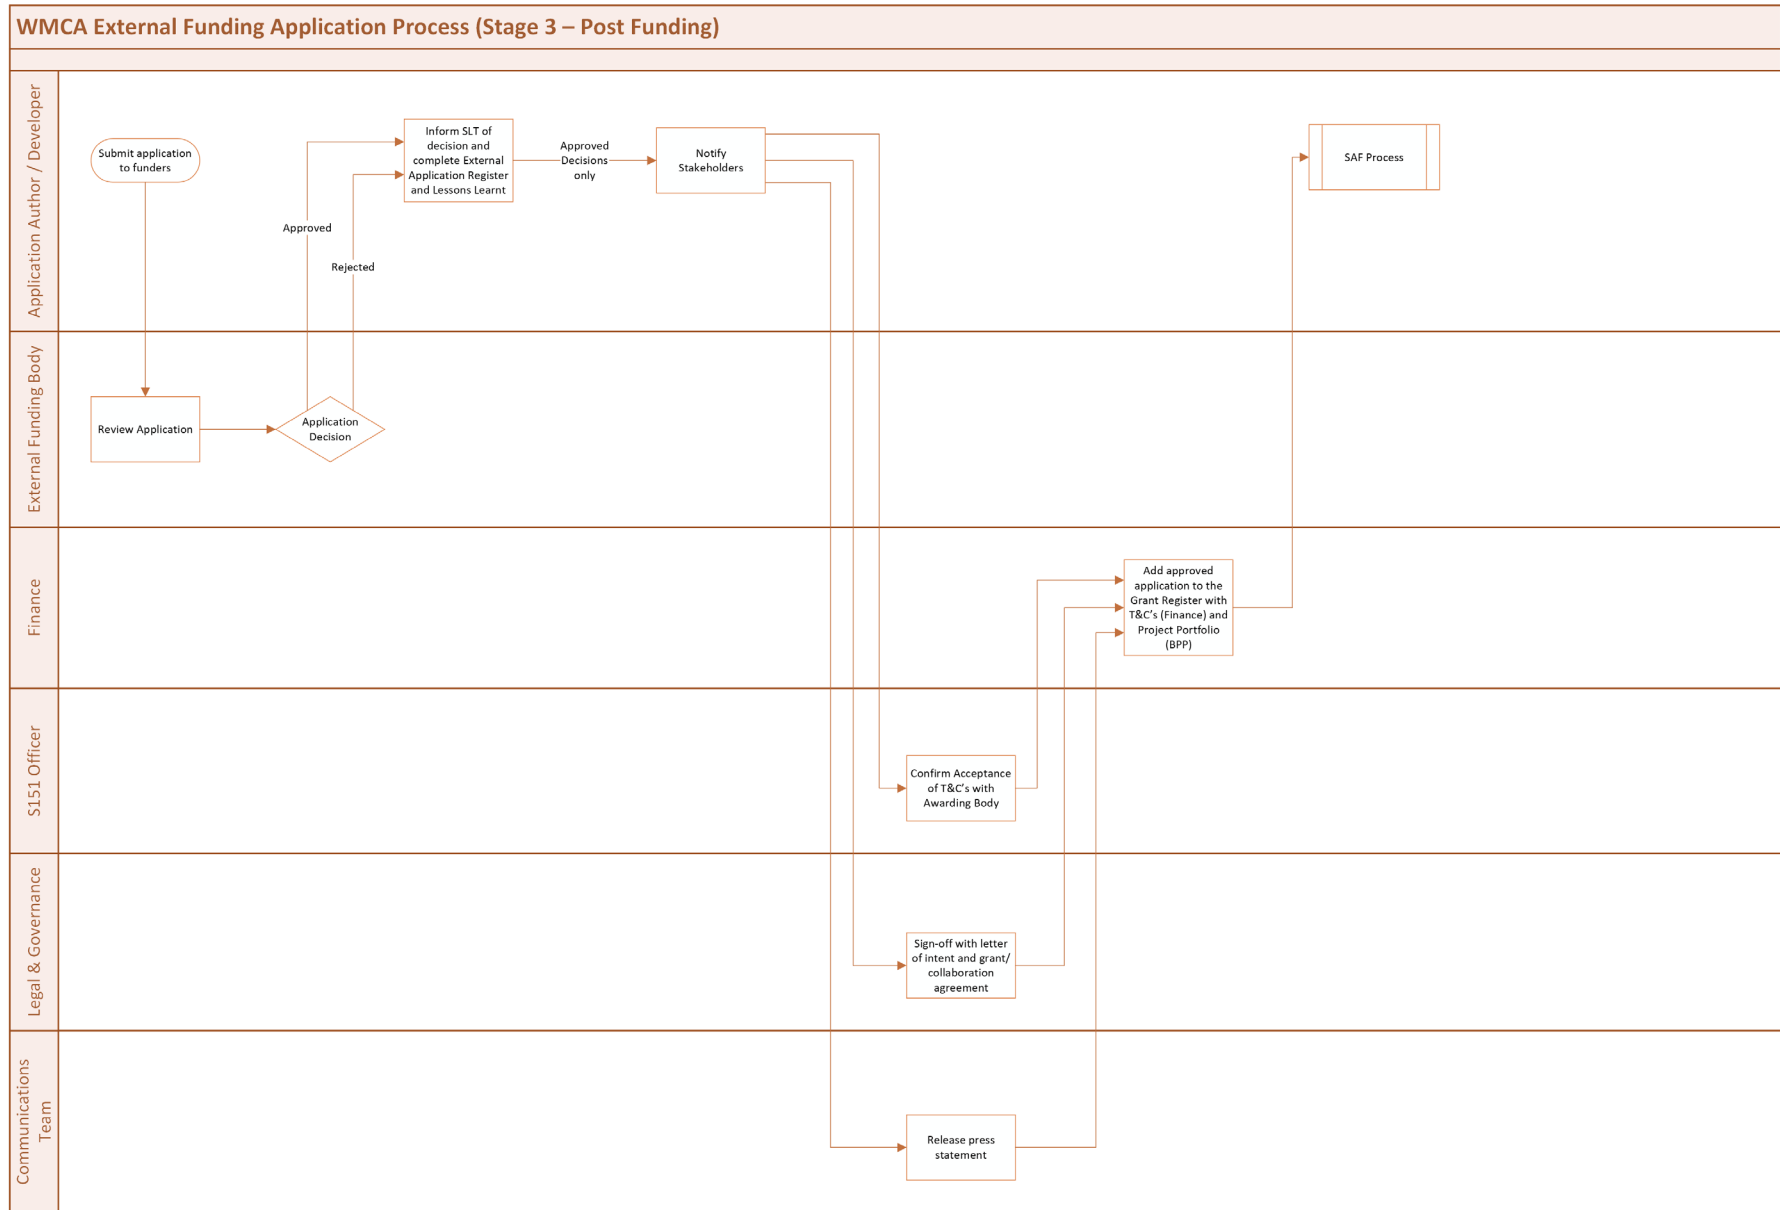 WMCA External Funding Application Process (Stage 3 – Post Funding)
Application Author / Developer
Submit application
to funders
Inform SLT of
decision and
complete External
Application Register
and Lessons Learnt
Approved
Decisions
only
Notify
Stakeholders
SAF Process
Approved
Rejected
External Funding Body
Review Application
Application
Decision
Finance
Add approved
application to the
Grant Register with
T&C’s (Finance) and
Project Portfolio
(BPP)
S151 Officer
Confirm Acceptance
of T&C’s with
Awarding Body
Legal & Governance
Sign-off with letter
of intent and grant/
collaboration
agreement
Communications
Team
Release press
statement